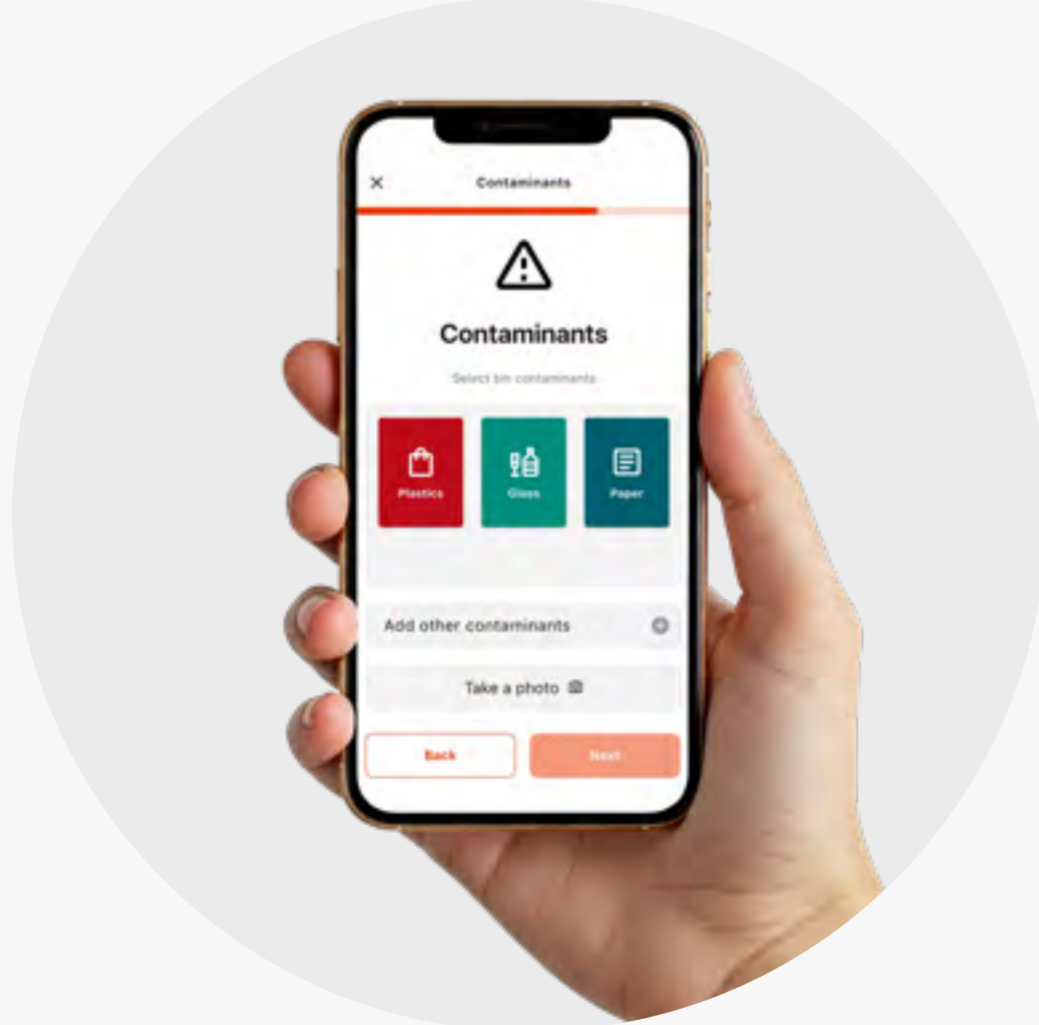 Contaminants
Contaminants
Select bin contaminants
Plastics
Glass
Paper
Add other contaminants
Take a photo
Back
Next